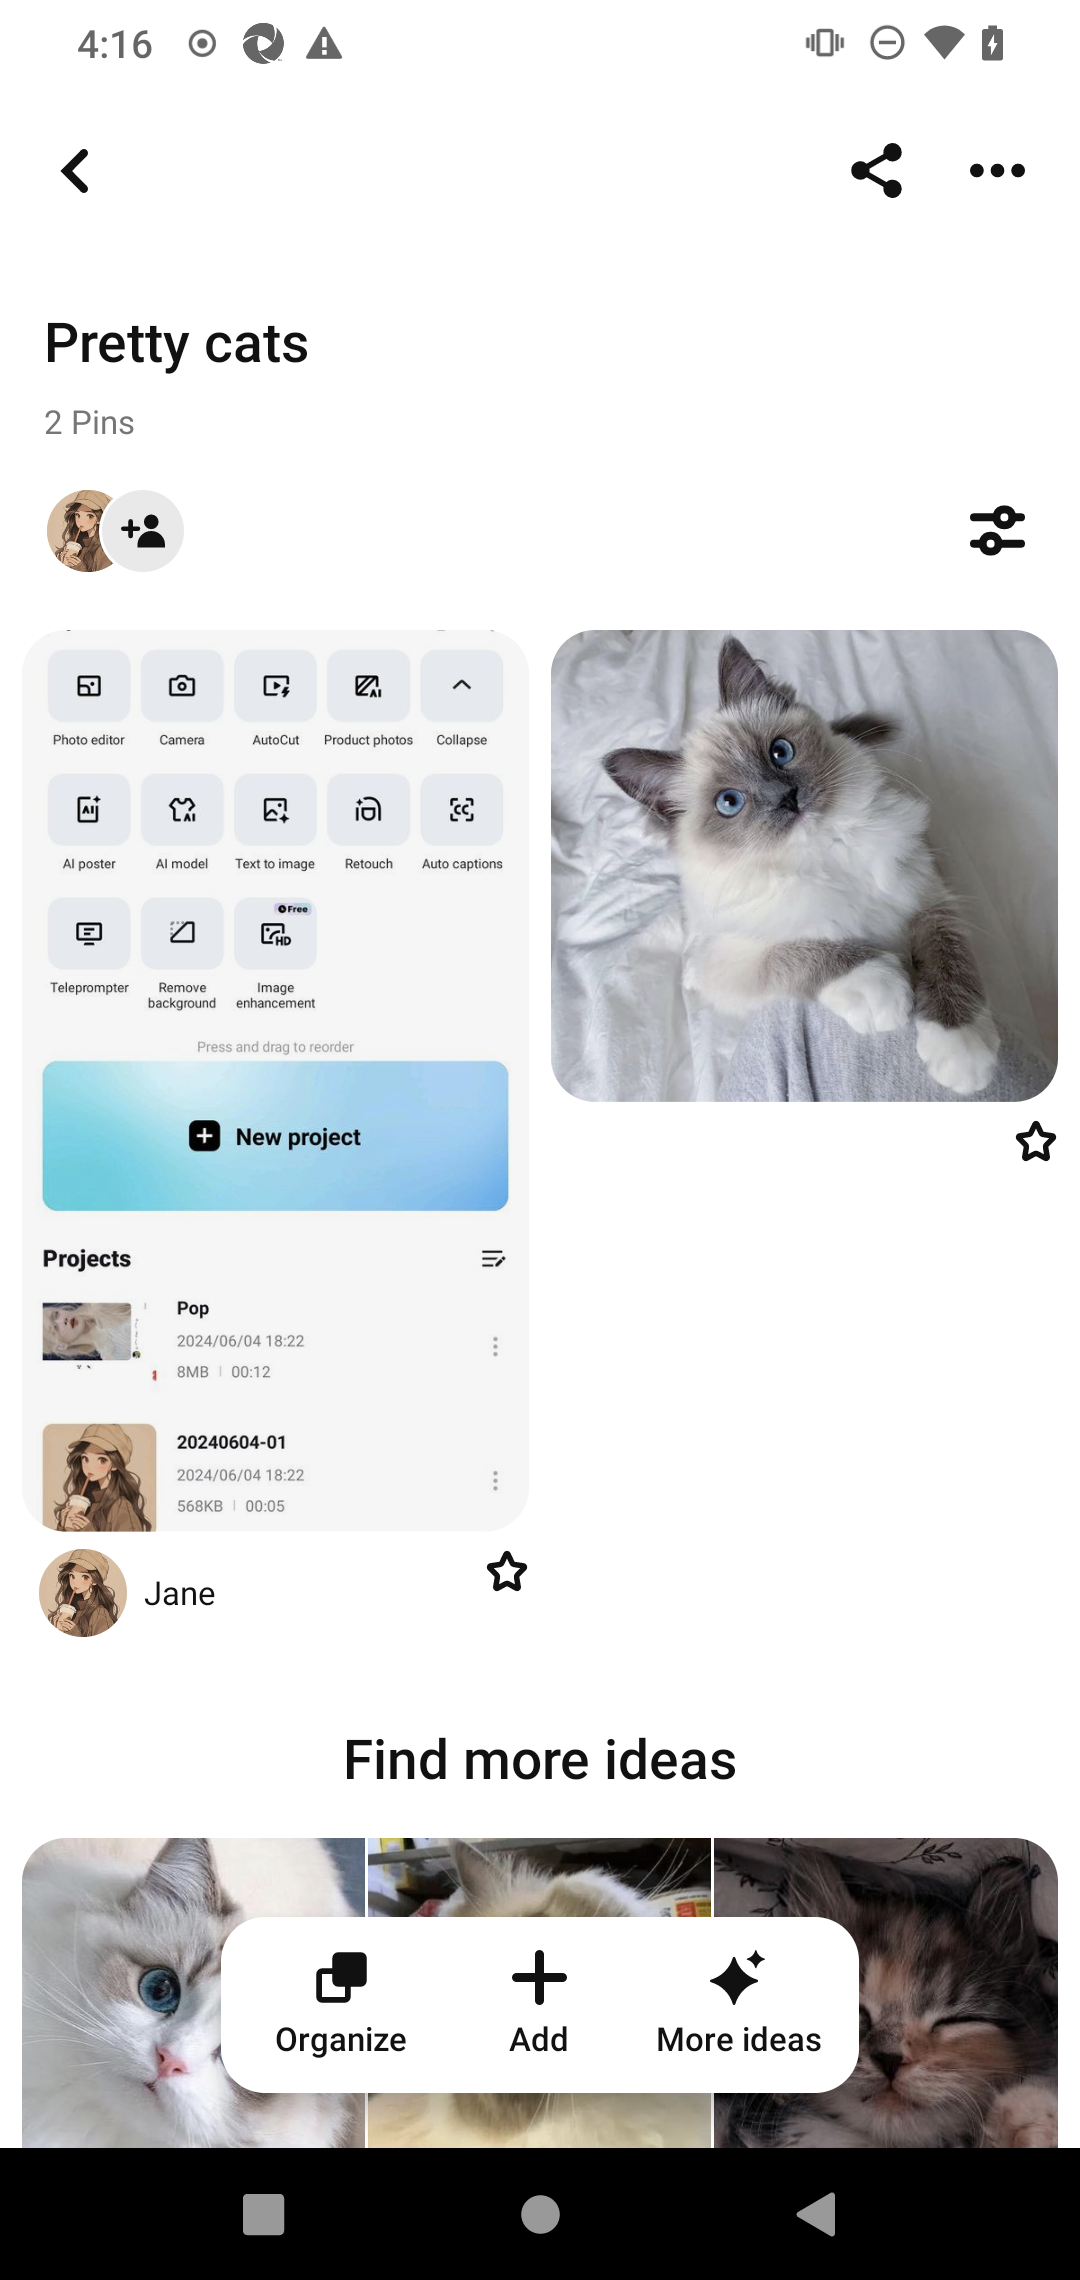 4:16
Pretty cats
2 Pins
Photo editor
Camera
AutoCut
Product photos
Collapse
AI poster
AI model
Text to image
Retouch
Auto captions
Free
Teleprompter
Remove
background
Image
enhancement
Press and drag to reorder
New project
Projects
Pop
2024/06/04 18:22
8MB | 00:12
20240604-01
2024/06/04 18:22
568KB | 00:05
Jane
Find more ideas
Organize
Add
More ideas